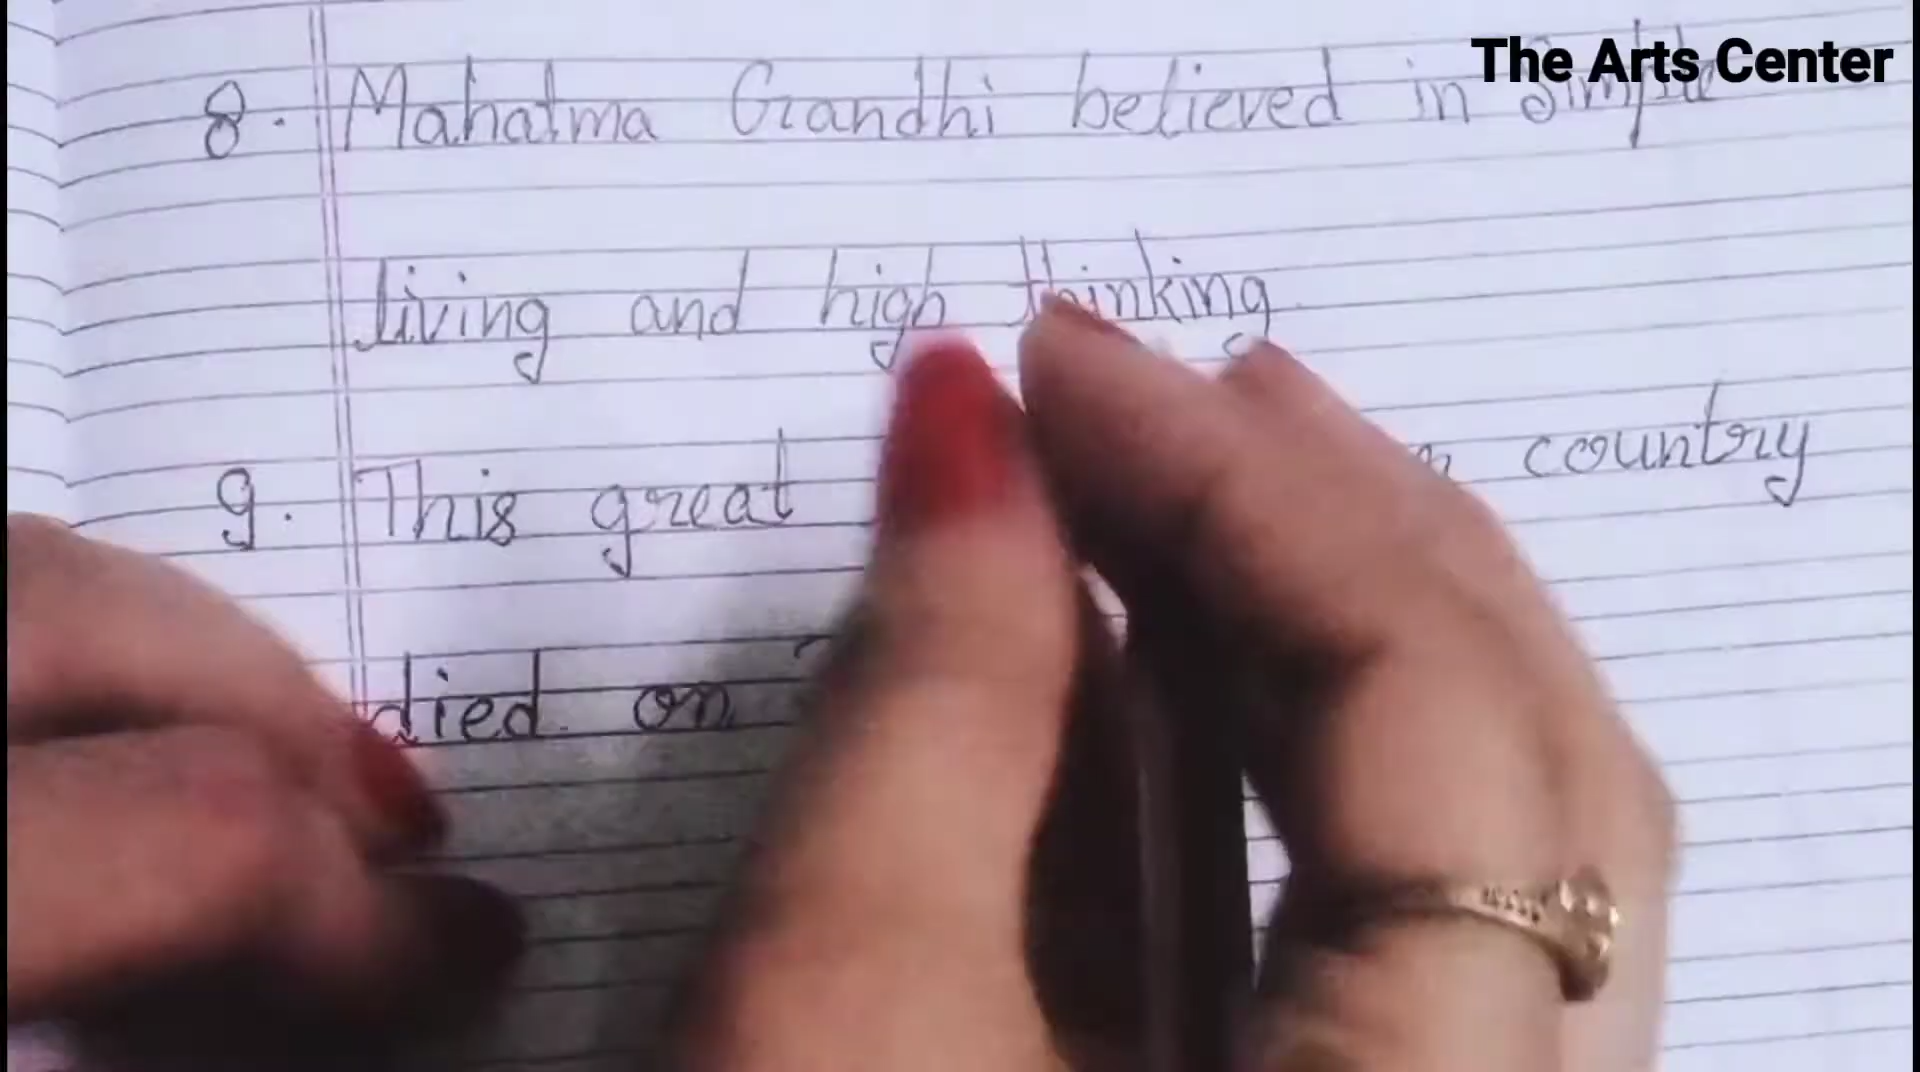 The Arts Center
8. Mahatma Gandhi believed in Simple
living and high thinking
9. This great country
died on